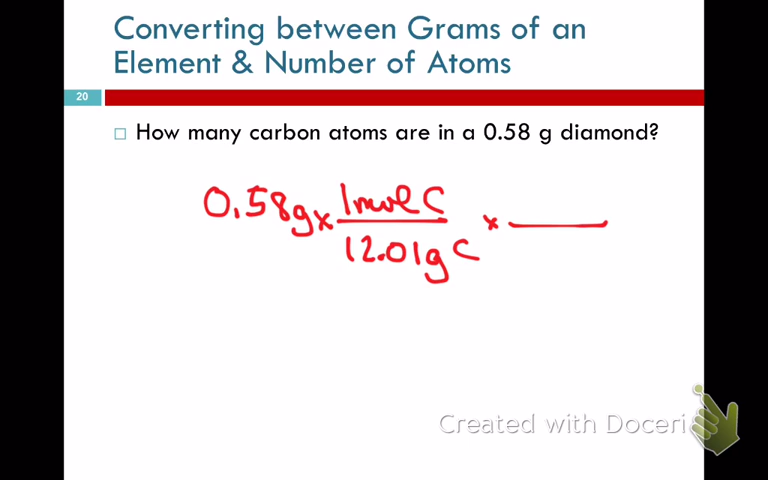 Converting between Grams of an
Element & Number of Atoms
20
How many carbon atoms are in a 0.58 g diamond?
0.58g x 1mol C x
12.01g C
Created with Doceri